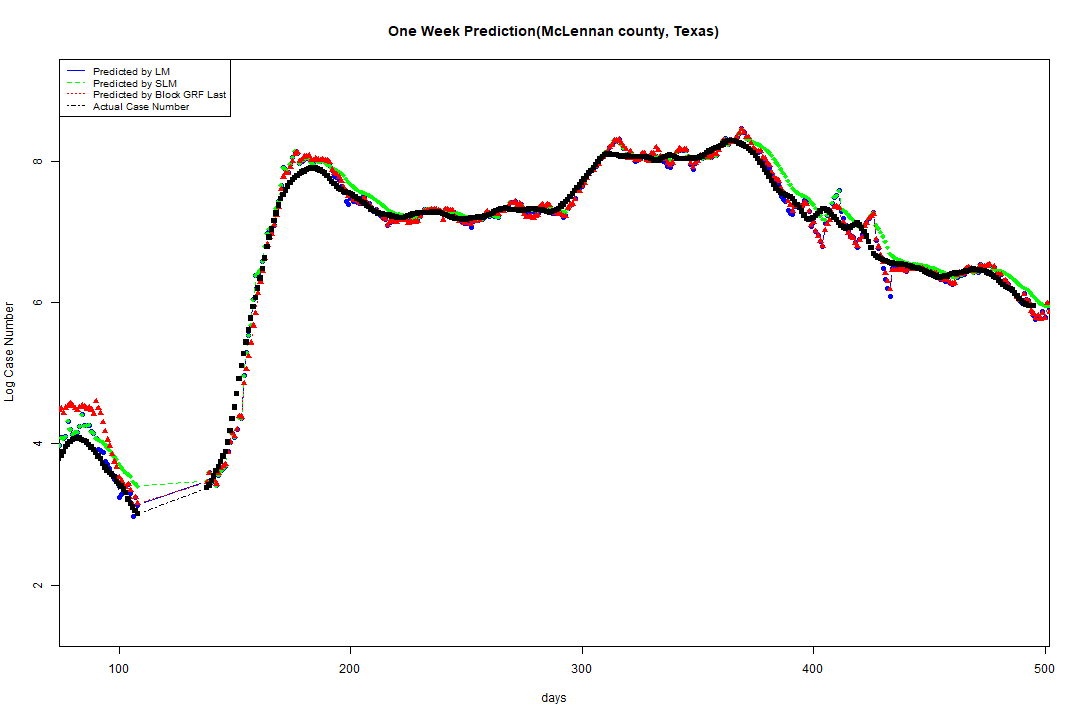 One Week Prediction(McLennan county, Texas)
Predicted by LM
Predicted by SLM
Predicted by Block GRF Last
Actual Case Number
Log Case Number
8
6
4
2
100
200
300
400
500
days